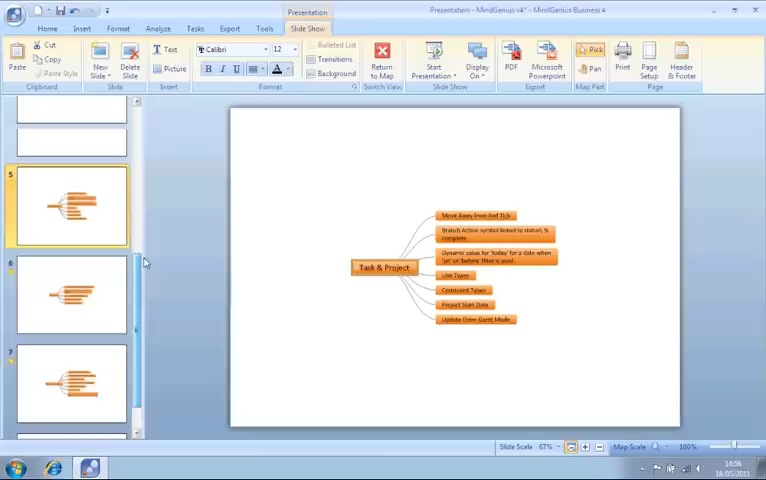 Presentation
Presentation - MindGenius v4* - MindGenius Business 4
Home Insert Format Analyze Tasks Export Tools Slide Show
Paste
Cut
Copy
Paste Style
Clipboard
New Slide
Delete Slide
Slide
Text
Picture
Insert
Calibri 12
B I U A
Bulleted List
Transitions
Background
Format
Return to Map
Switch View
Start Presentation
Display On
Slide Show
PDF
Microsoft Powerpoint
Export
Pick
Pan
Map Part
Print
Page Setup
Header & Footer
Page
5
6
7
Task & Project
Move Away From And Tick
Branch Action symbol linked to status\ %
complete.
Dynamic value for 'today' for a date when
'on' or 'before' filter is used.
Link Types
Constraint Types
Project Start Date
Update Enter Gantt Mode
Slide Scale 67% Map Scale 100%
14:56
18/05/2011